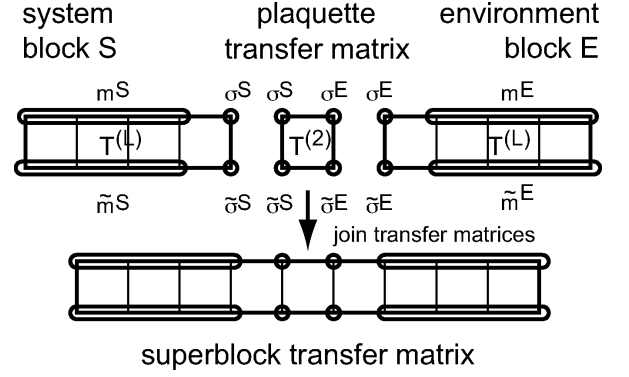 system plaquette environment
block S transfer matrix block E
mS σS σS σE σE mE
T(L) T(2) T(L)
m̃S σ̃S σ̃S σ̃E σ̃E m̃E
join transfer matrices
superblock transfer matrix